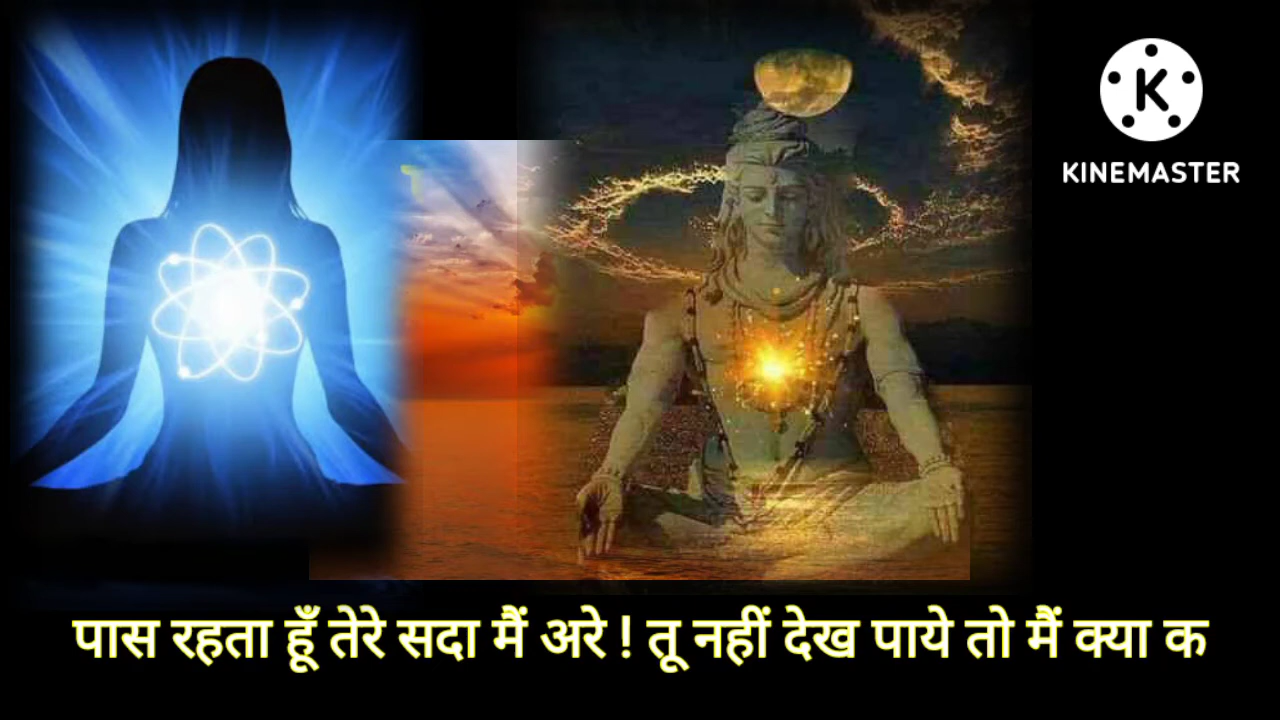 KINEMASTER
पास रहता हूँ तेरे सदा मैं अरे ! तू नहीं देख पाये तो मैं क्या क